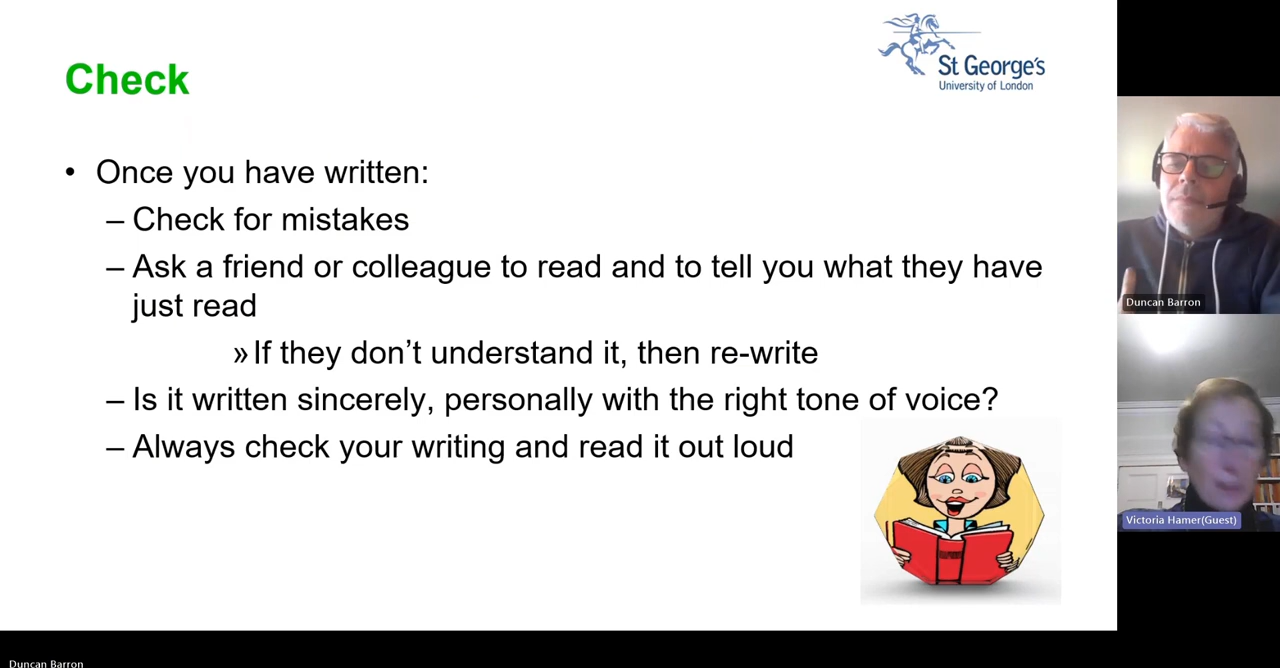 Check
St George's
University of London
• Once you have written:
– Check for mistakes
– Ask a friend or colleague to read and to tell you what they have
just read
» If they don’t understand it, then re-write
– Is it written sincerely, personally with the right tone of voice?
– Always check your writing and read it out loud
Duncan Barron
Victoria Hamer(Guest)
Duncan Barron